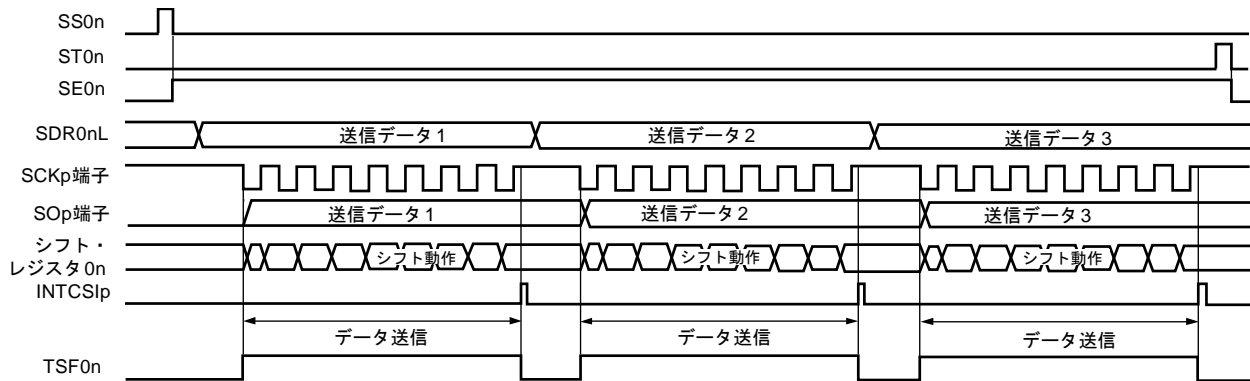 SS0n
ST0n
SE0n
SDR0nL 送信データ1 送信データ2 送信データ3
SCKp端子
SOp端子 送信データ1 送信データ2 送信データ3
シフト・
レジスタ0n シフト動作 シフト動作 シフト動作
INTCSIp
データ送信 データ送信 データ送信
TSF0n